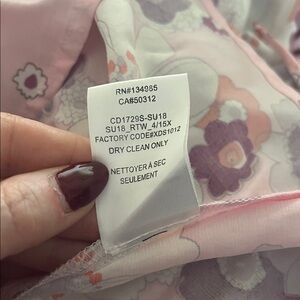 RN#134985
CA#50312
CD1729S-SU18
SU18_RTW_4/15X
FACTORY CODE#XDS1012
DRY CLEAN ONLY
NETTOYER À SEC
SEULEMENT